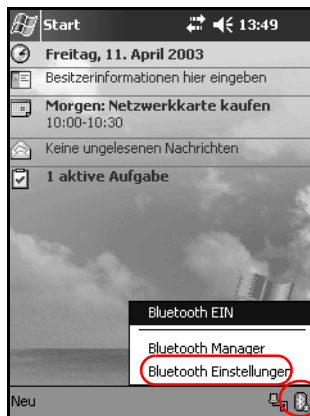 Start 13:49
Freitag, 11. April 2003
Besitzerinformationen hier eingeben
Morgen: Netzwerkkarte kaufen
10:00-10:30
Keine ungelesenen Nachrichten
1 aktive Aufgabe
Bluetooth EIN
Bluetooth Manager
Bluetooth Einstellungen
Neu